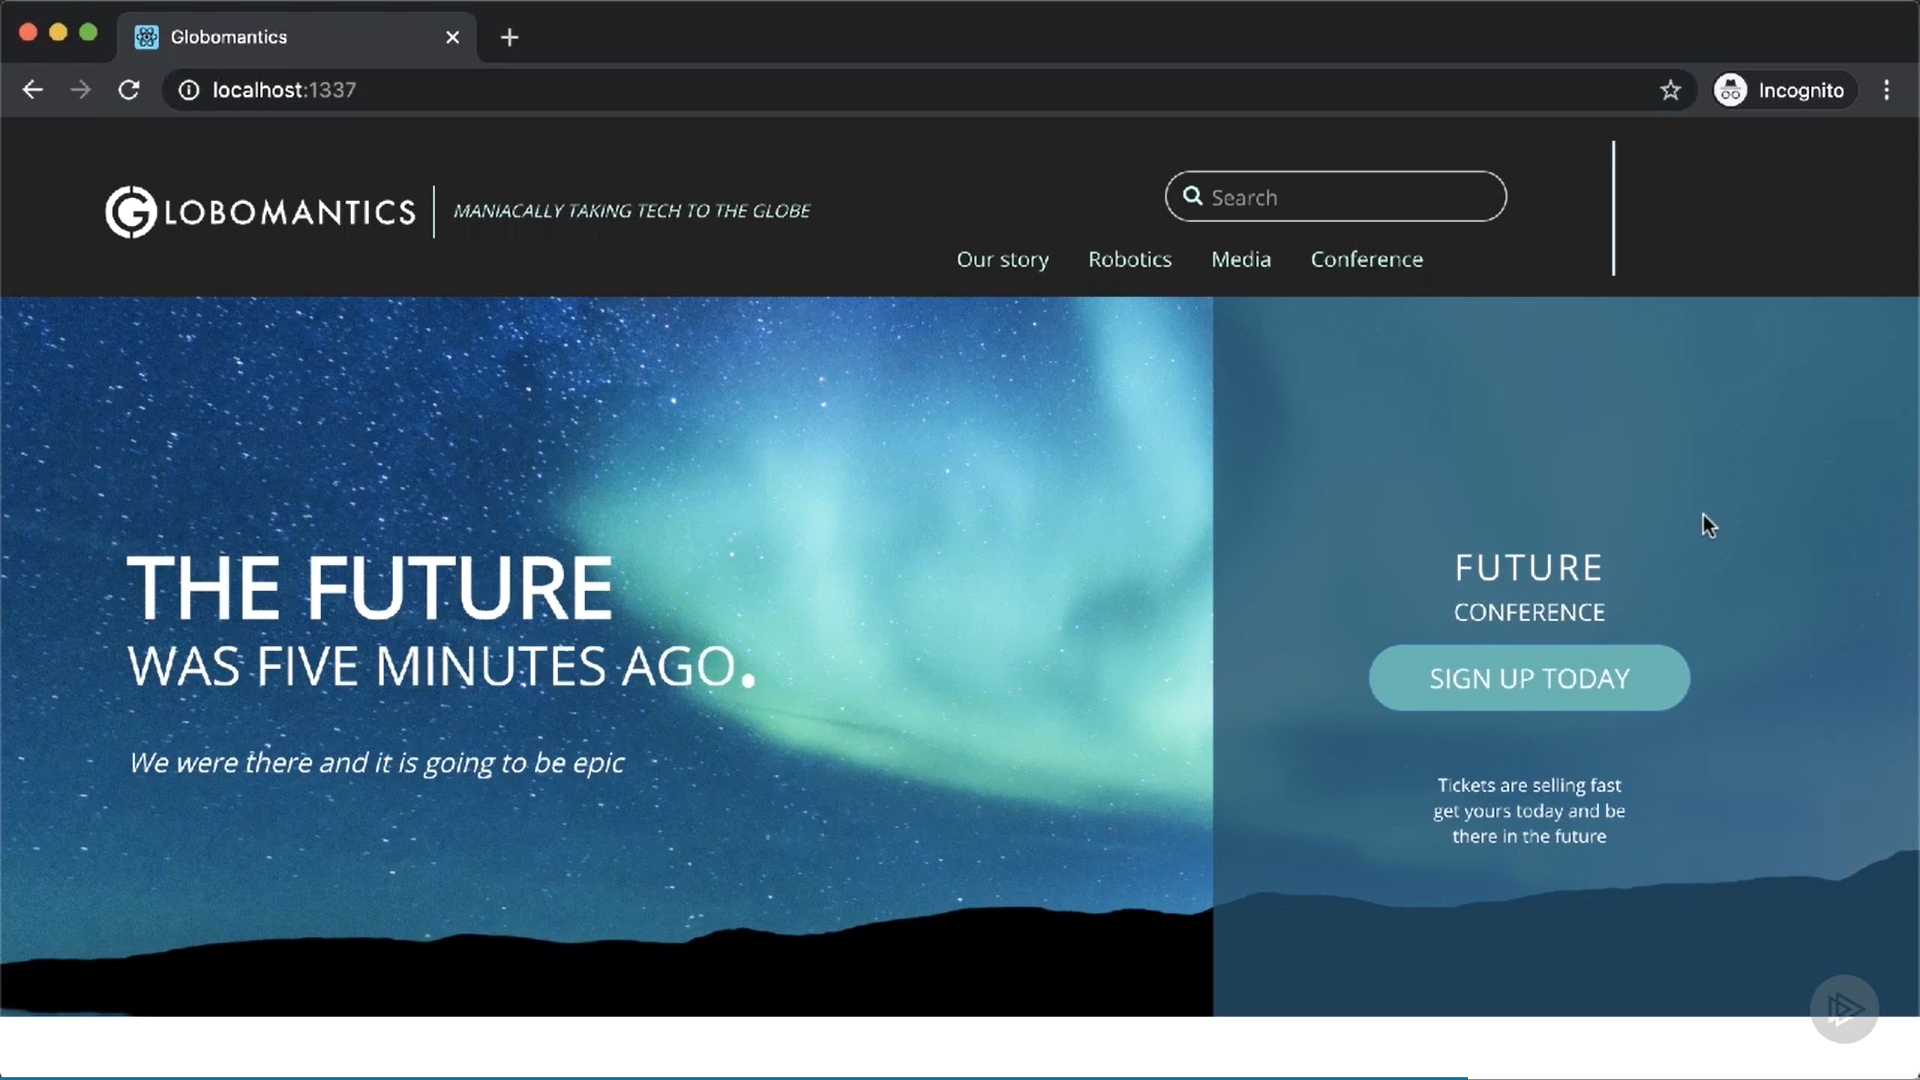 Globomantics
localhost:1337
Incognito
GLOBOMANTICS
MANIACALLY TAKING TECH TO THE GLOBE
Search
Our story Robotics Media Conference
THE FUTURE
WAS FIVE MINUTES AGO.
We were there and it is going to be epic
FUTURE
CONFERENCE
SIGN UP TODAY
Tickets are selling fast
get yours today and be
there in the future